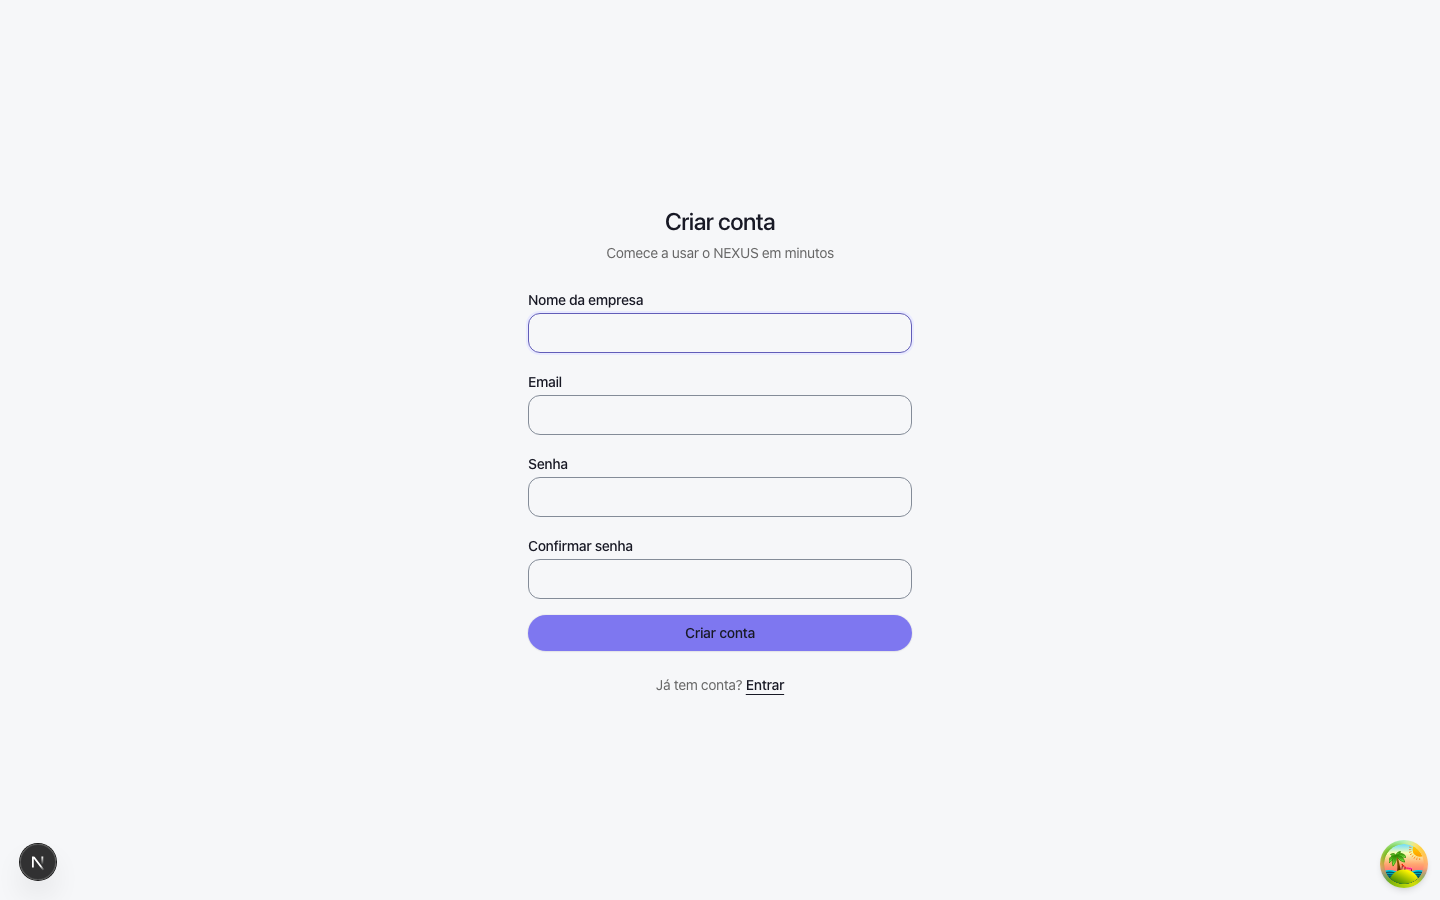 Criar conta
Comece a usar o NEXUS em minutos
Nome da empresa
Email
Senha
Confirmar senha
Criar conta
Já tem conta? Entrar
N